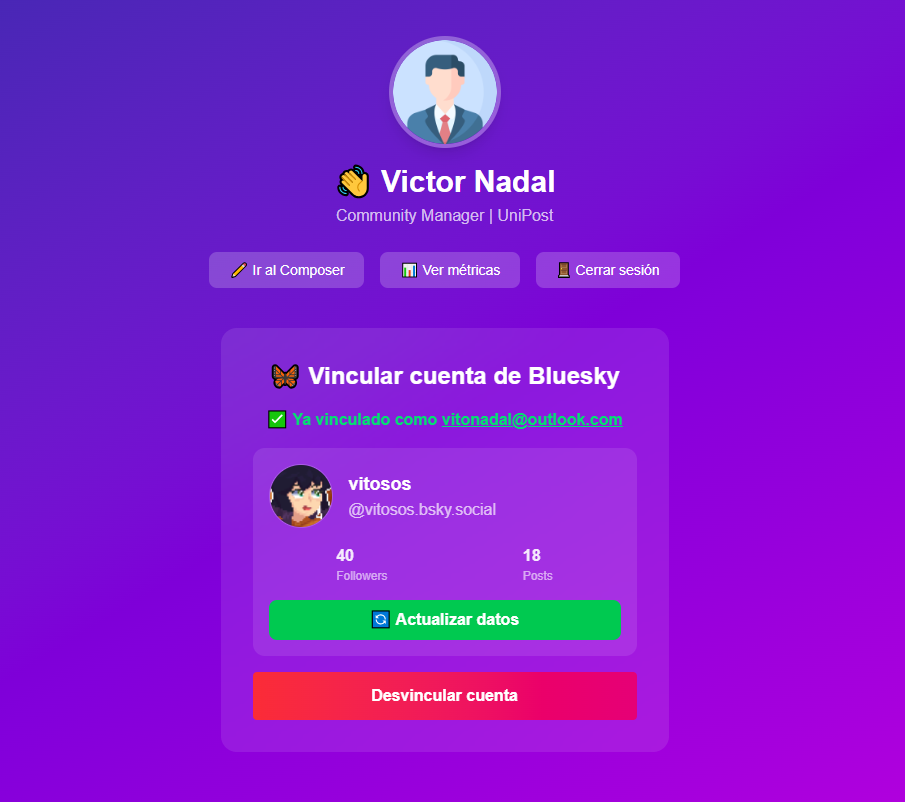 👋 Victor Nadal
Community Manager | UniPost
✏️ Ir al Composer
📊 Ver métricas
🚪 Cerrar sesión
🦋 Vincular cuenta de Bluesky
✅ Ya vinculado como vitonadal@outlook.com
vitosos
@vitosos.bsky.social
40
Followers
18
Posts
🔄 Actualizar datos
Desvincular cuenta